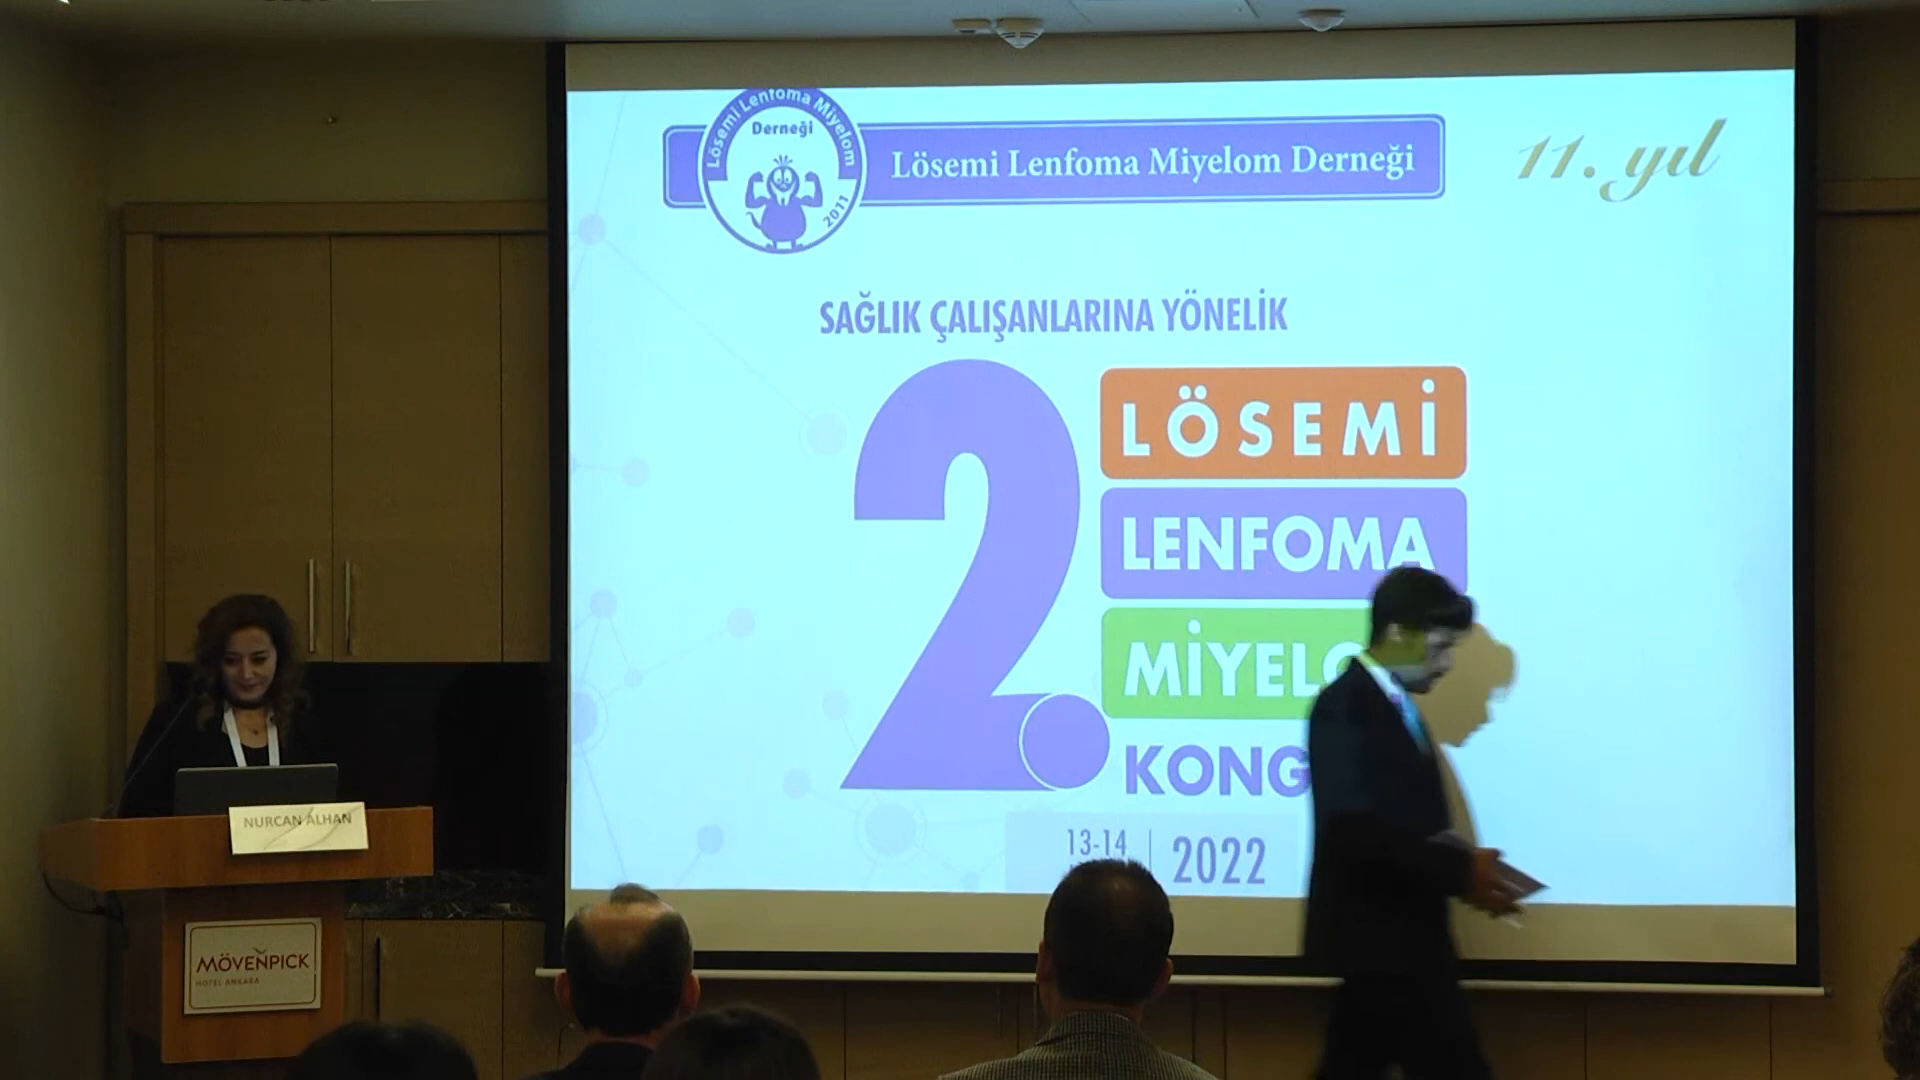 Lösemi Lenfoma Miyelom
Derneği
2011
Lösemi Lenfoma Miyelom Derneği
11. yıl
SAĞLIK ÇALIŞANLARINA YÖNELİK
2.
LÖSEMİ
LENFOMA
MİYELO
KONG
13-14
2022
NURCAN ALHAN
MÖVENPICK
HOTEL ANKARA